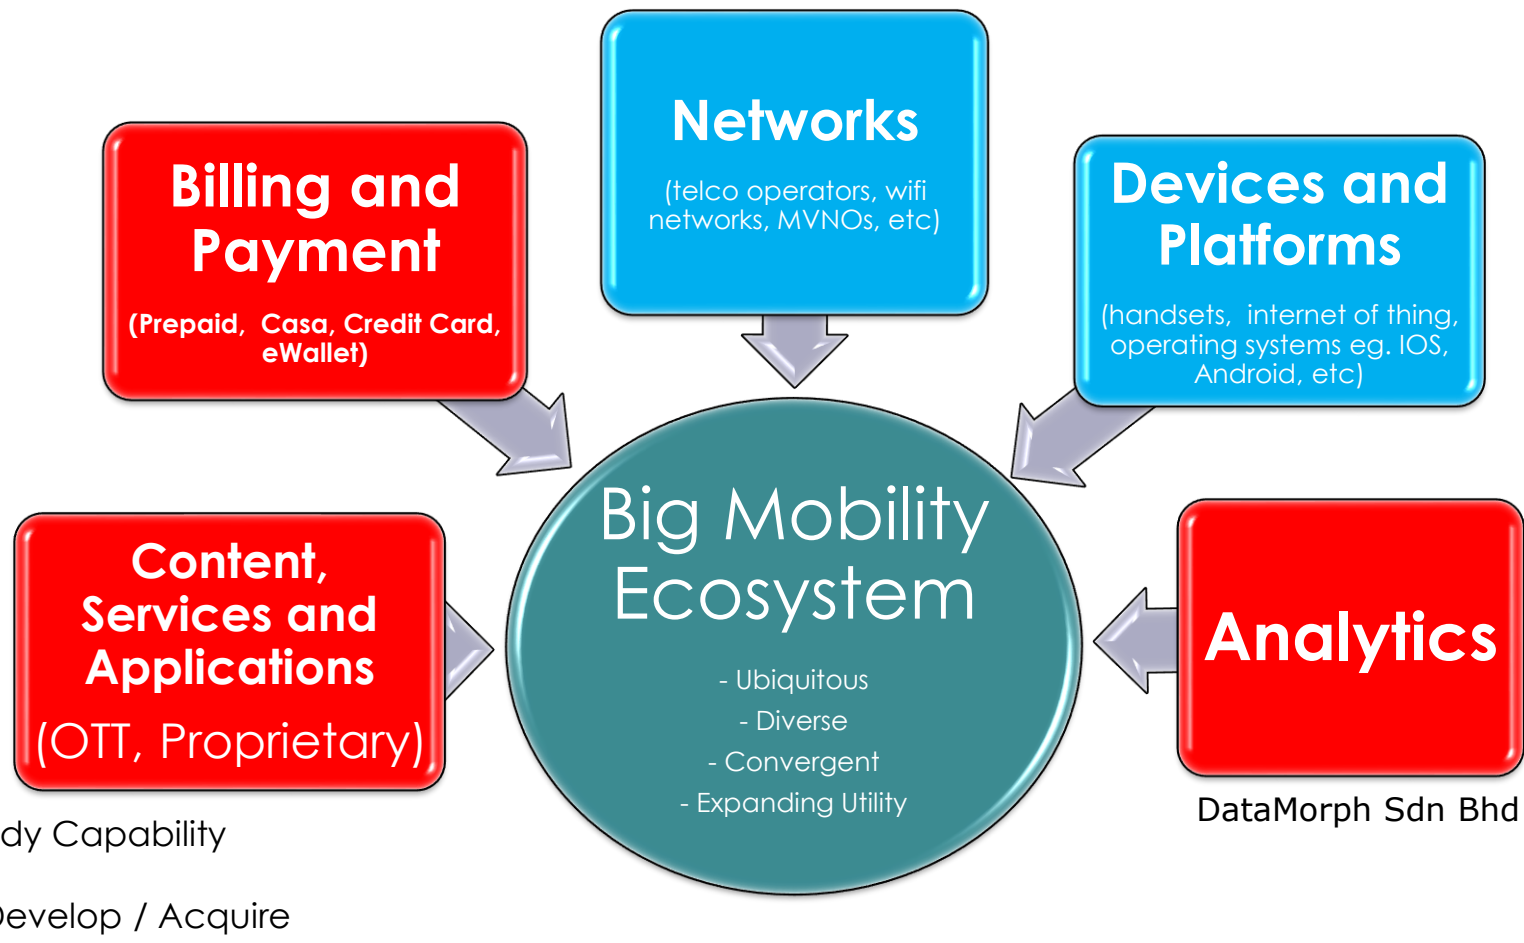 Networks
(telco operators, wifi
networks, MVNOs, etc)
Billing and
Payment
(Prepaid,  Casa, Credit Card,
eWallet)
Devices and
Platforms
(handsets,  internet of thing,
operating systems eg. IOS,
Android, etc)
Content,
Services and
Applications
(OTT, Proprietary)
Big Mobility
Ecosystem
- Ubiquitous
- Diverse
- Convergent
- Expanding Utility
Analytics
DataMorph Sdn Bhd
dy Capability
Develop / Acquire